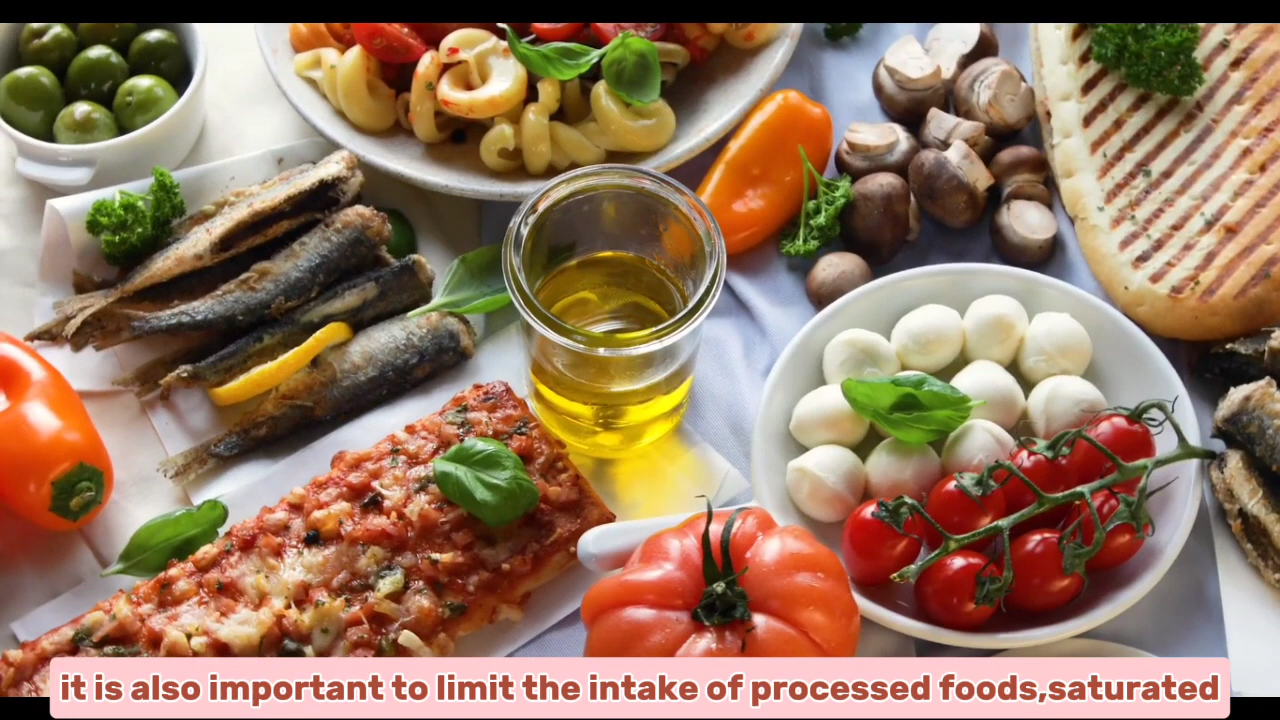 it is also important to limit the intake of processed foods,saturated